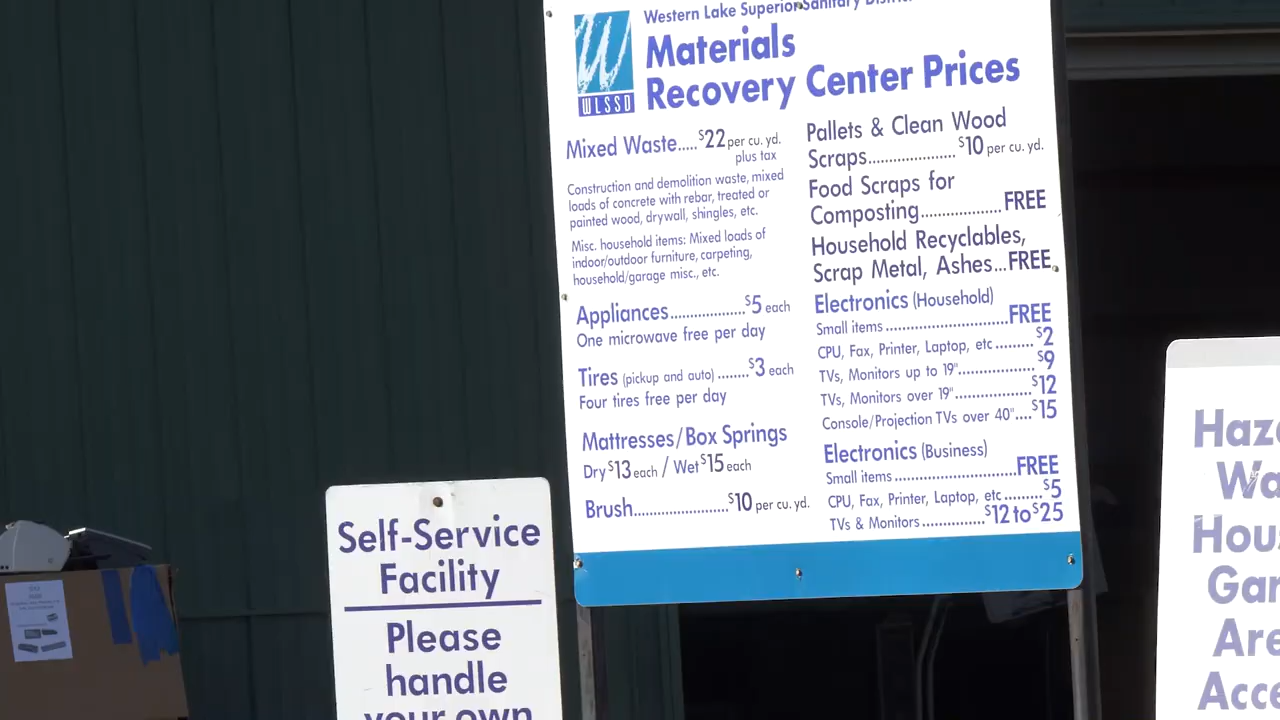 Western Lake Superior Sanitary District
Materials
Recovery Center Prices
WLSSD
Mixed Waste.....$22 per cu. yd.
plus tax
Construction and demolition waste, mixed
loads of concrete with rebar, treated or
painted wood, drywall, shingles, etc.
Misc. household items: Mixed loads of
indoor/outdoor furniture, carpeting,
household/garage misc., etc.
Appliances...................$5 each
One microwave free per day
Tires (pickup and auto) ........$3 each
Four tires free per day
Mattresses/Box Springs
Dry $13 each / Wet $15 each
Brush........................$10 per cu. yd.
Pallets & Clean Wood
Scraps.....................$10 per cu. yd.
Food Scraps for
Composting...................FREE
Household Recyclables,
Scrap Metal, Ashes...FREE
Electronics (Household)
Small items ..............................FREE
CPU, Fax, Printer, Laptop, etc .........$2
TVs, Monitors up to 19"...................$9
TVs, Monitors over 19"...................$12
Console/Projection TVs over 40"....$15
Electronics (Business)
Small items ..............................FREE
CPU, Fax, Printer, Laptop, etc .........$5
TVs & Monitors ...............$12 to $25
Self-Service
Facility
Please
handle
your own
Haz
Wa
Hous
Gar
Are
Acce